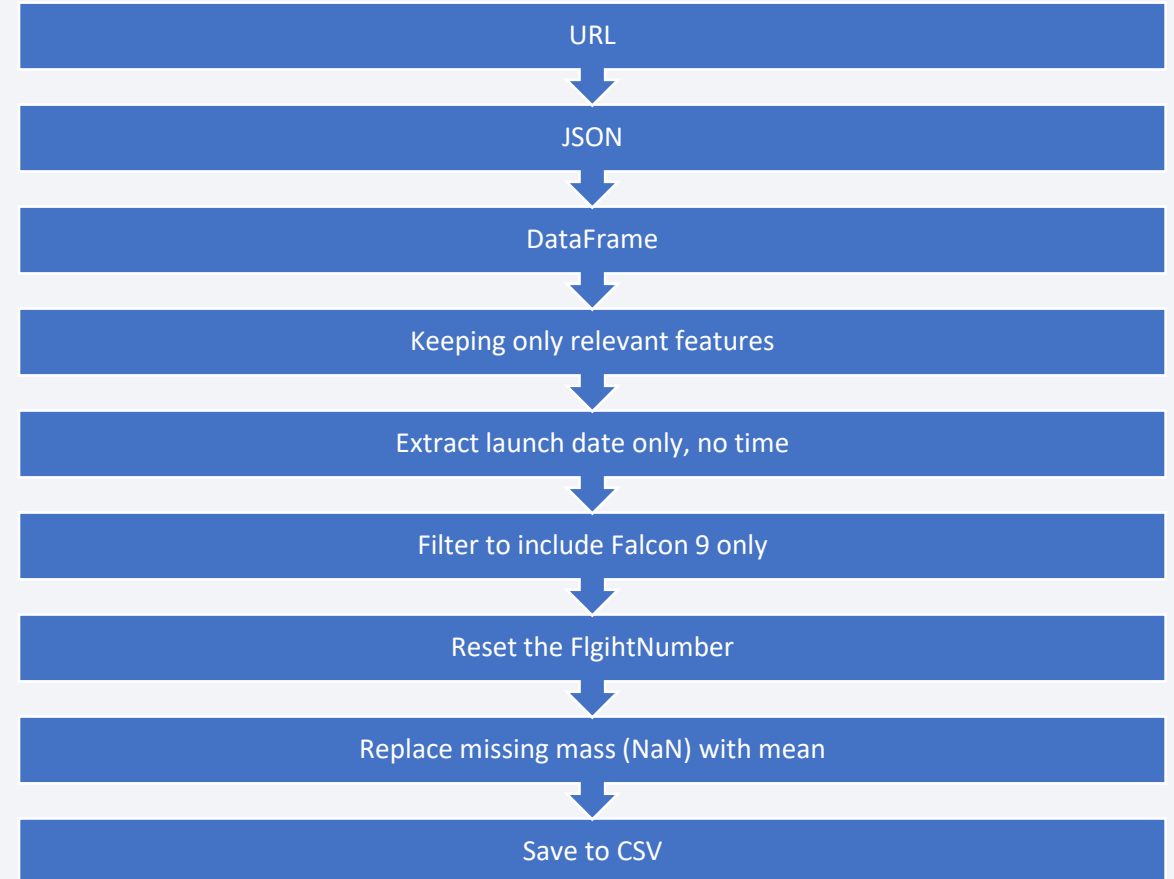 URL
JSON
DataFrame
Keeping only relevant features
Extract launch date only, no time
Filter to include Falcon 9 only
Reset the FlgihtNumber
Replace missing mass (NaN) with mean
Save to CSV